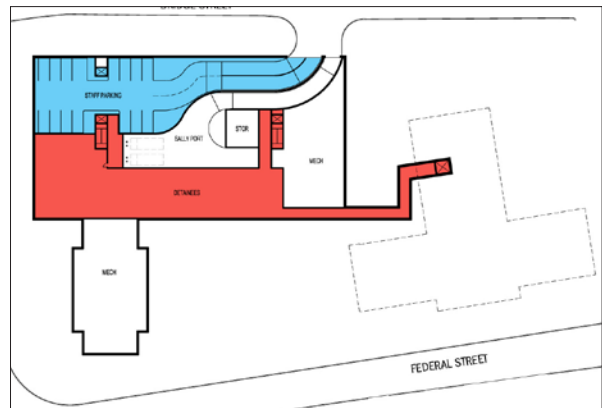 STAFF PARKING
STOR
SALLY PORT
MECH
DETAINEES
MECH
FEDERAL STREET